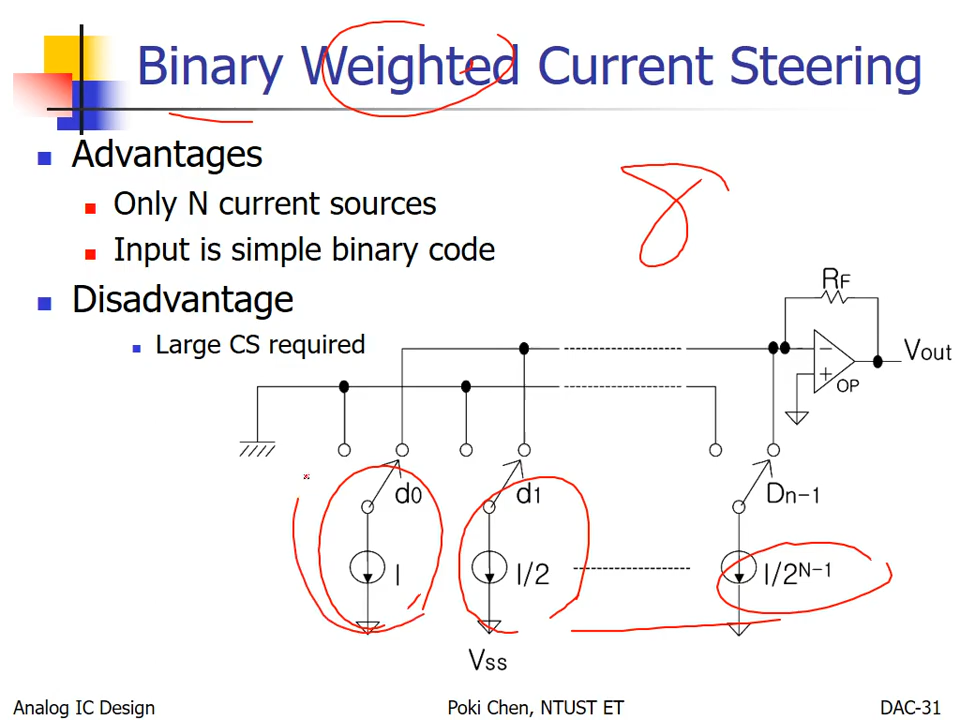 Binary Weighted Current Steering
Advantages
Only N current sources
Input is simple binary code
8
Disadvantage
Large CS required
RF
Vout
− 
+
OP
d0
d1
Dn-1
I
I/2
I/2N-1
Vss
Analog IC Design
Poki Chen, NTUST ET
DAC-31